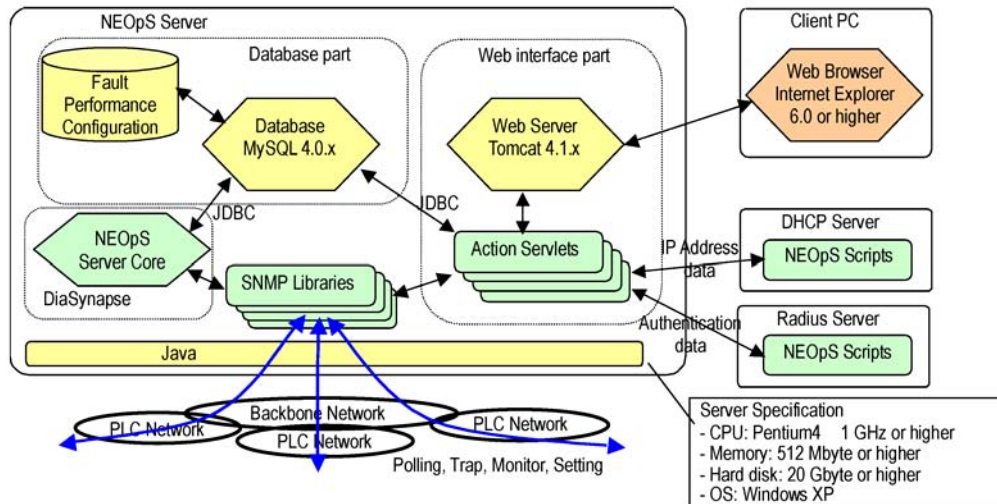 NEOpS Server
Database part
Fault
Performance
Configuration
Database
MySQL 4.0.x
Web interface part
Web Server
Tomcat 4.1.x
Client PC
Web Browser
Internet Explorer
6.0 or higher
JDBC
JDBC
NEOpS
Server Core
DiaSynapse
SNMP Libraries
Action Servlets
IP Address
data
DHCP Server
NEOpS Scripts
Authentication
data
Radius Server
NEOpS Scripts
Java
Backbone Network
PLC Network
PLC Network
PLC Network
Polling, Trap, Monitor, Setting
Server Specification
- CPU: Pentium4 1 GHz or higher
- Memory: 512 Mbyte or higher
- Hard disk: 20 Gbyte or higher
- OS: Windows XP